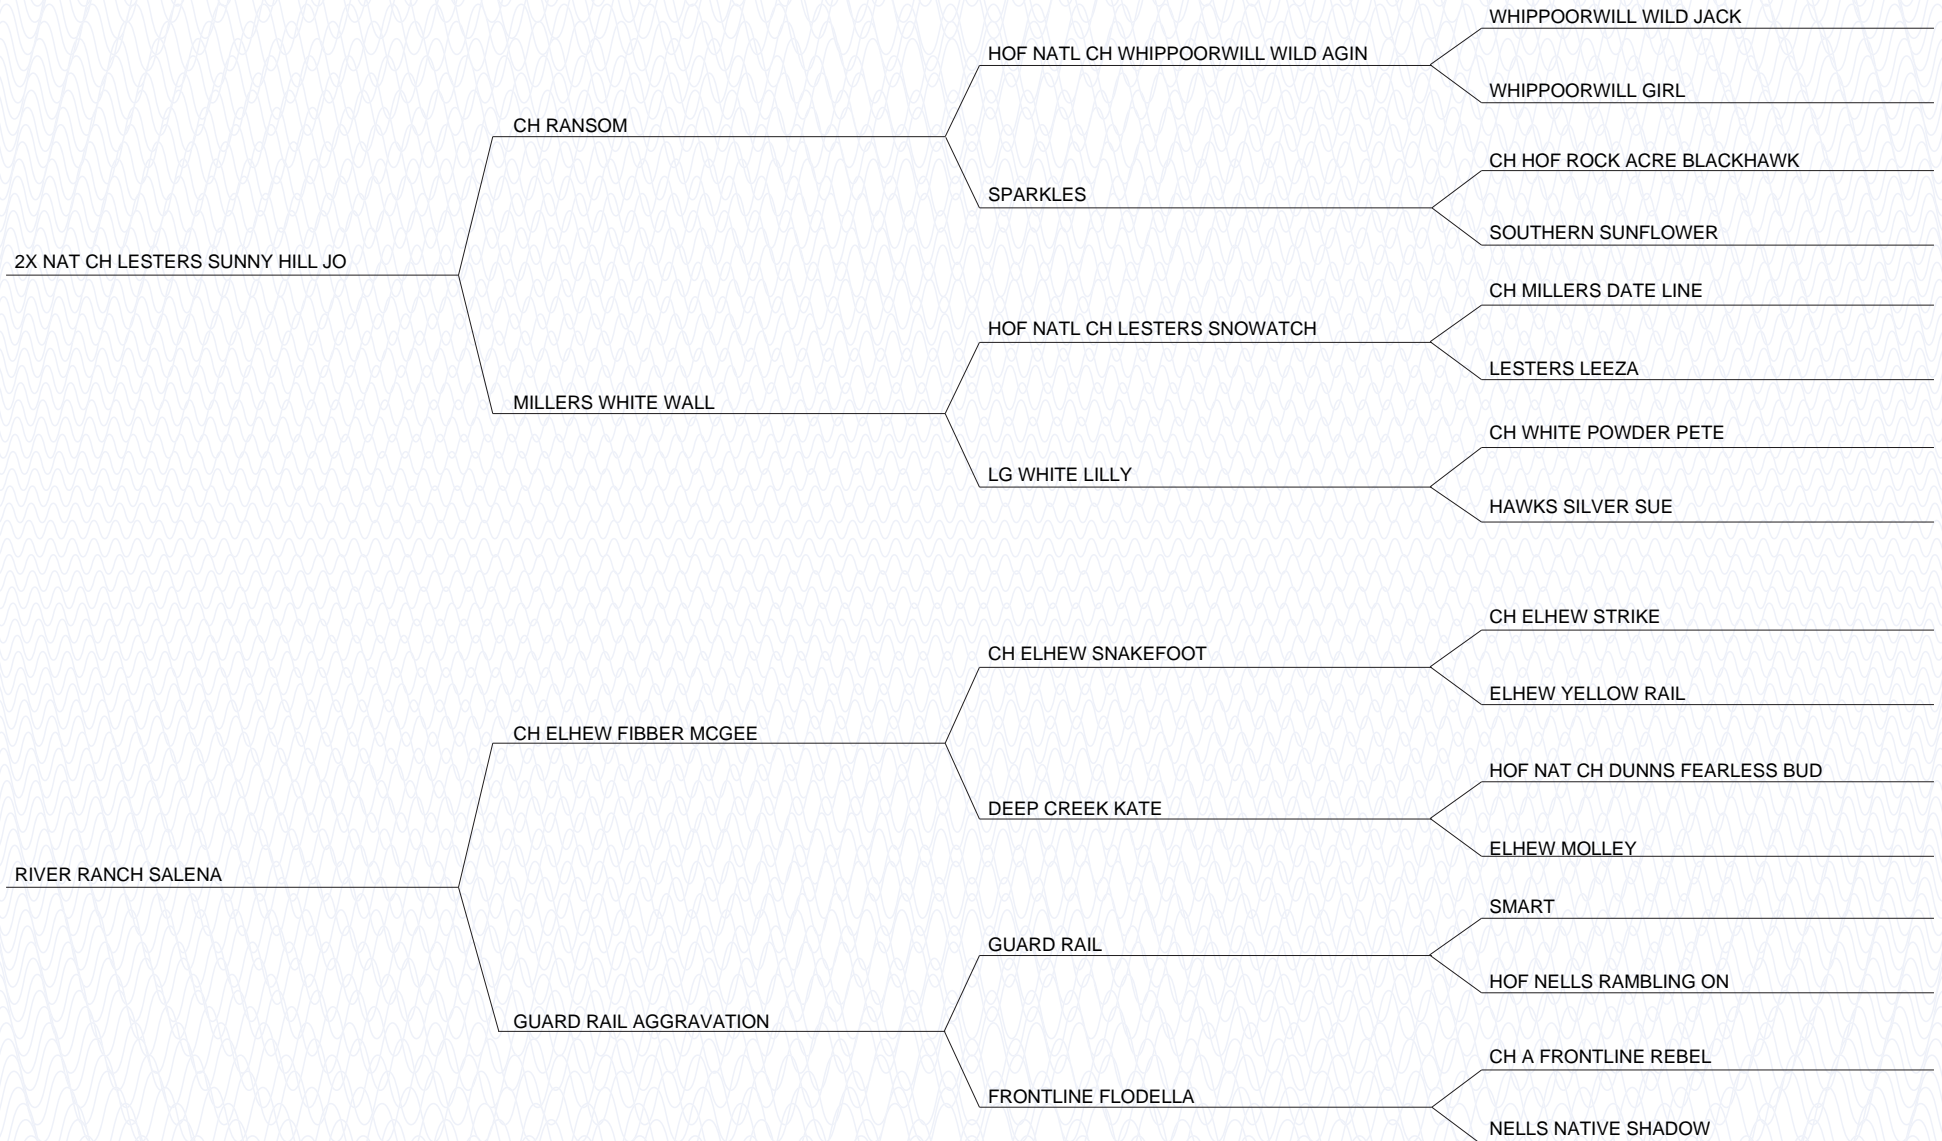 WHIPPOORWILL WILD JACK
HOF NATL CH WHIPPOORWILL WILD AGIN
WHIPPOORWILL GIRL
CH RANSOM
CH HOF ROCK ACRE BLACKHAWK
SPARKLES
SOUTHERN SUNFLOWER
2X NAT CH LESTERS SUNNY HILL JO
CH MILLERS DATE LINE
HOF NATL CH LESTERS SNOWATCH
LESTERS LEEZA
MILLERS WHITE WALL
CH WHITE POWDER PETE
LG WHITE LILLY
HAWKS SILVER SUE
CH ELHEW STRIKE
CH ELHEW SNAKEFOOT
ELHEW YELLOW RAIL
CH ELHEW FIBBER MCGEE
HOF NAT CH DUNNS FEARLESS BUD
DEEP CREEK KATE
ELHEW MOLLEY
RIVER RANCH SALENA
SMART
GUARD RAIL
HOF NELLS RAMBLING ON
GUARD RAIL AGGRAVATION
CH A FRONTLINE REBEL
FRONTLINE FLODELLA
NELLS NATIVE SHADOW